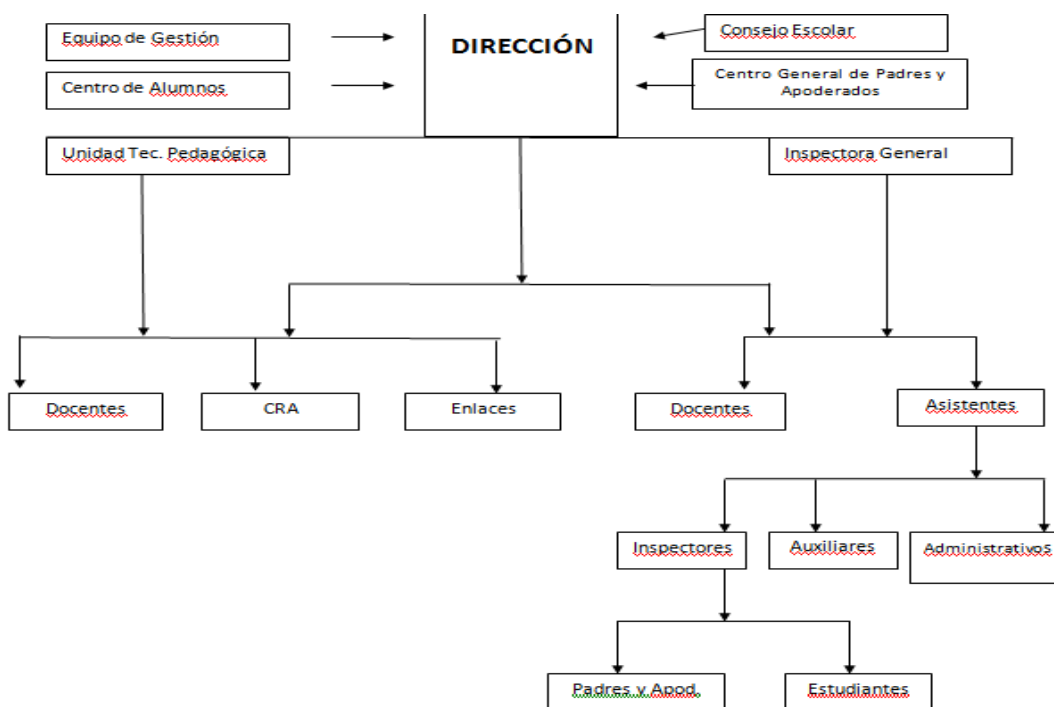 Equipo de Gestión
DIRECCIÓN
Consejo Escolar
Centro de Alumnos
Centro General de Padres y
Apoderados
Unidad Tec. Pedagógica
Inspectora General
Docentes
CRA
Enlaces
Docentes
Asistentes
Inspectores
Auxiliares
Administrativos
Padres y Apod.
Estudiantes